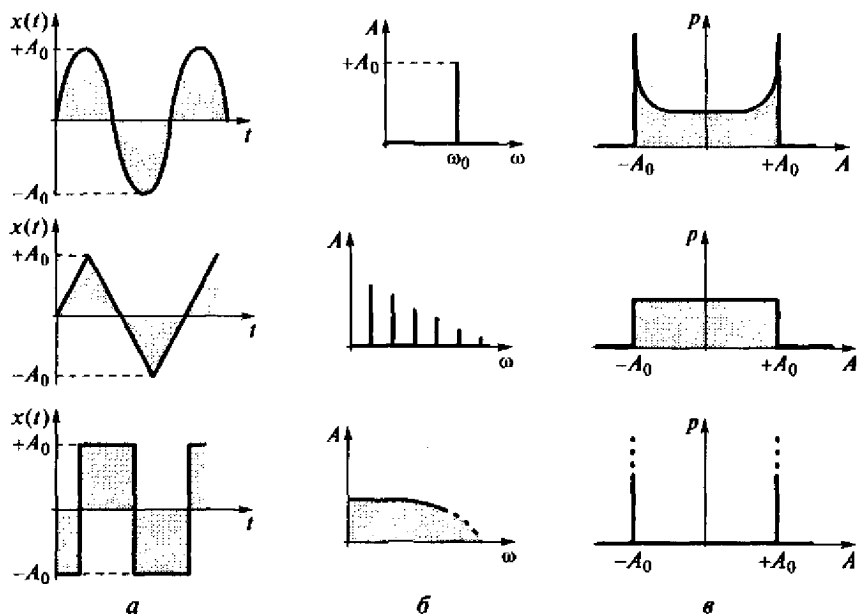 x(t)
+A₀
−A₀
t
A
+A₀
ω₀
ω
p
−A₀
+A₀
A
x(t)
+A₀
−A₀
t
A
ω
p
−A₀
+A₀
A
x(t)
+A₀
−A₀
t
A
ω
p
−A₀
+A₀
A
а
б
в